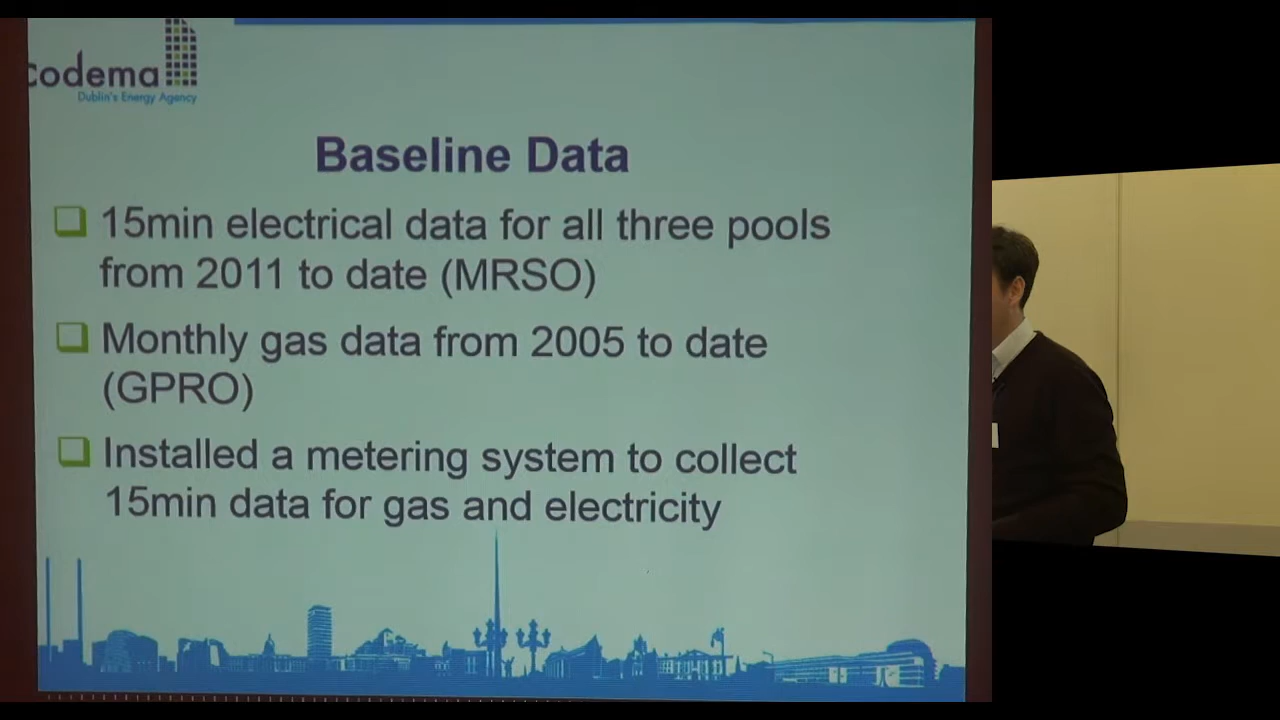 codema
Dublin's Energy Agency
Baseline Data
15min electrical data for all three pools
from 2011 to date (MRSO)
Monthly gas data from 2005 to date
(GPRO)
Installed a metering system to collect
15min data for gas and electricity